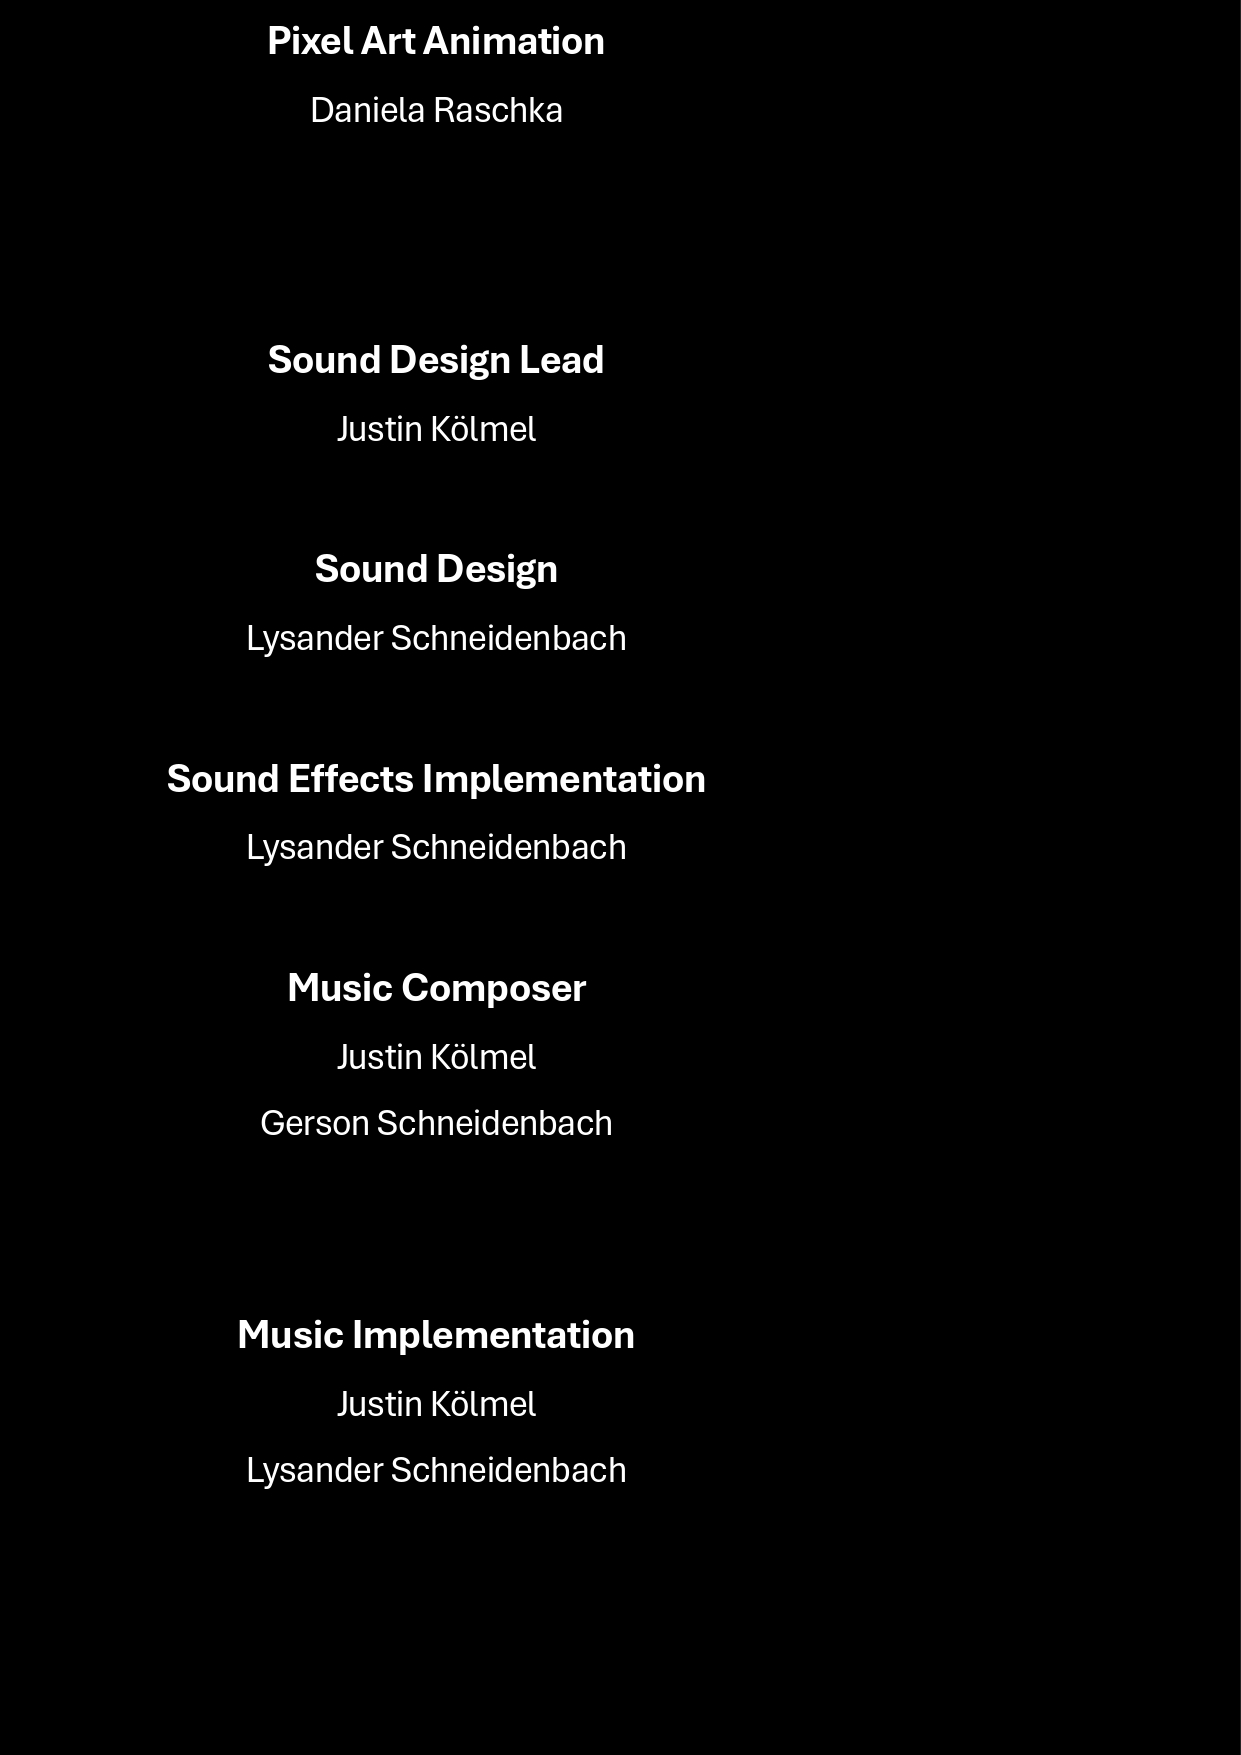 Pixel Art Animation
Daniela Raschka
Sound Design Lead
Justin Kölmel
Sound Design
Lysander Schneidenbach
Sound Effects Implementation
Lysander Schneidenbach
Music Composer
Justin Kölmel
Gerson Schneidenbach
Music Implementation
Justin Kölmel
Lysander Schneidenbach